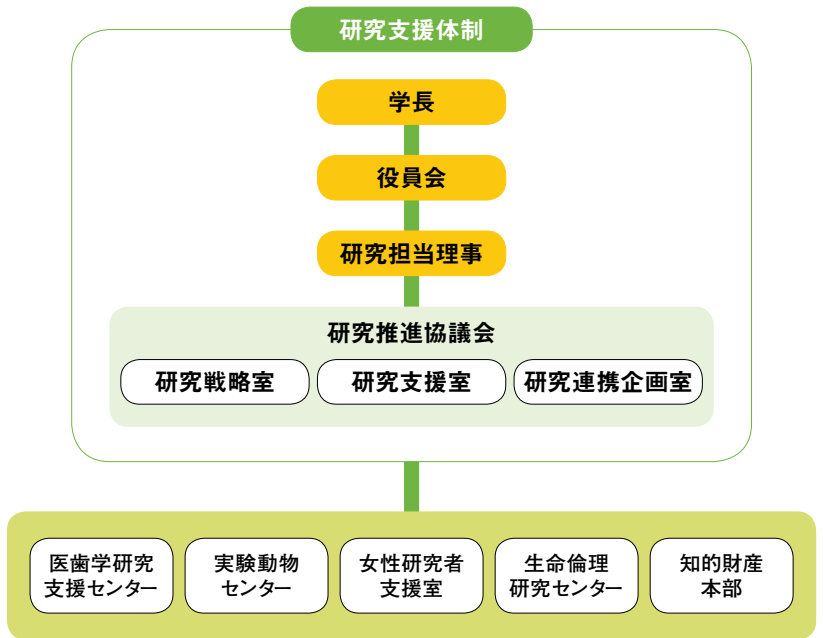 研究支援体制
学長
役員会
研究担当理事
研究推進協議会
研究戦略室
研究支援室
研究連携企画室
医歯学研究
支援センター
実験動物
センター
女性研究者
支援室
生命倫理
研究センター
知的財産
本部